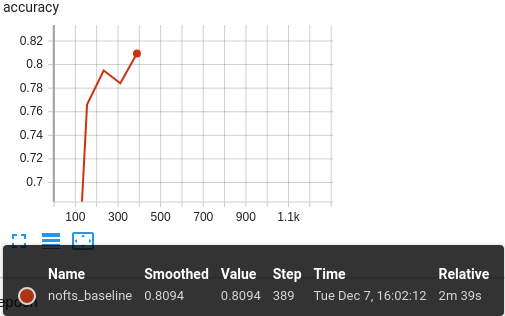 accuracy
0.82
0.8
0.78
0.76
0.74
0.72
0.7
100 300 500 700 900 1.1k
Name Smoothed Value Step Time Relative
nofts_baseline 0.8094 0.8094 389 Tue Dec 7, 16:02:12 2m 39s